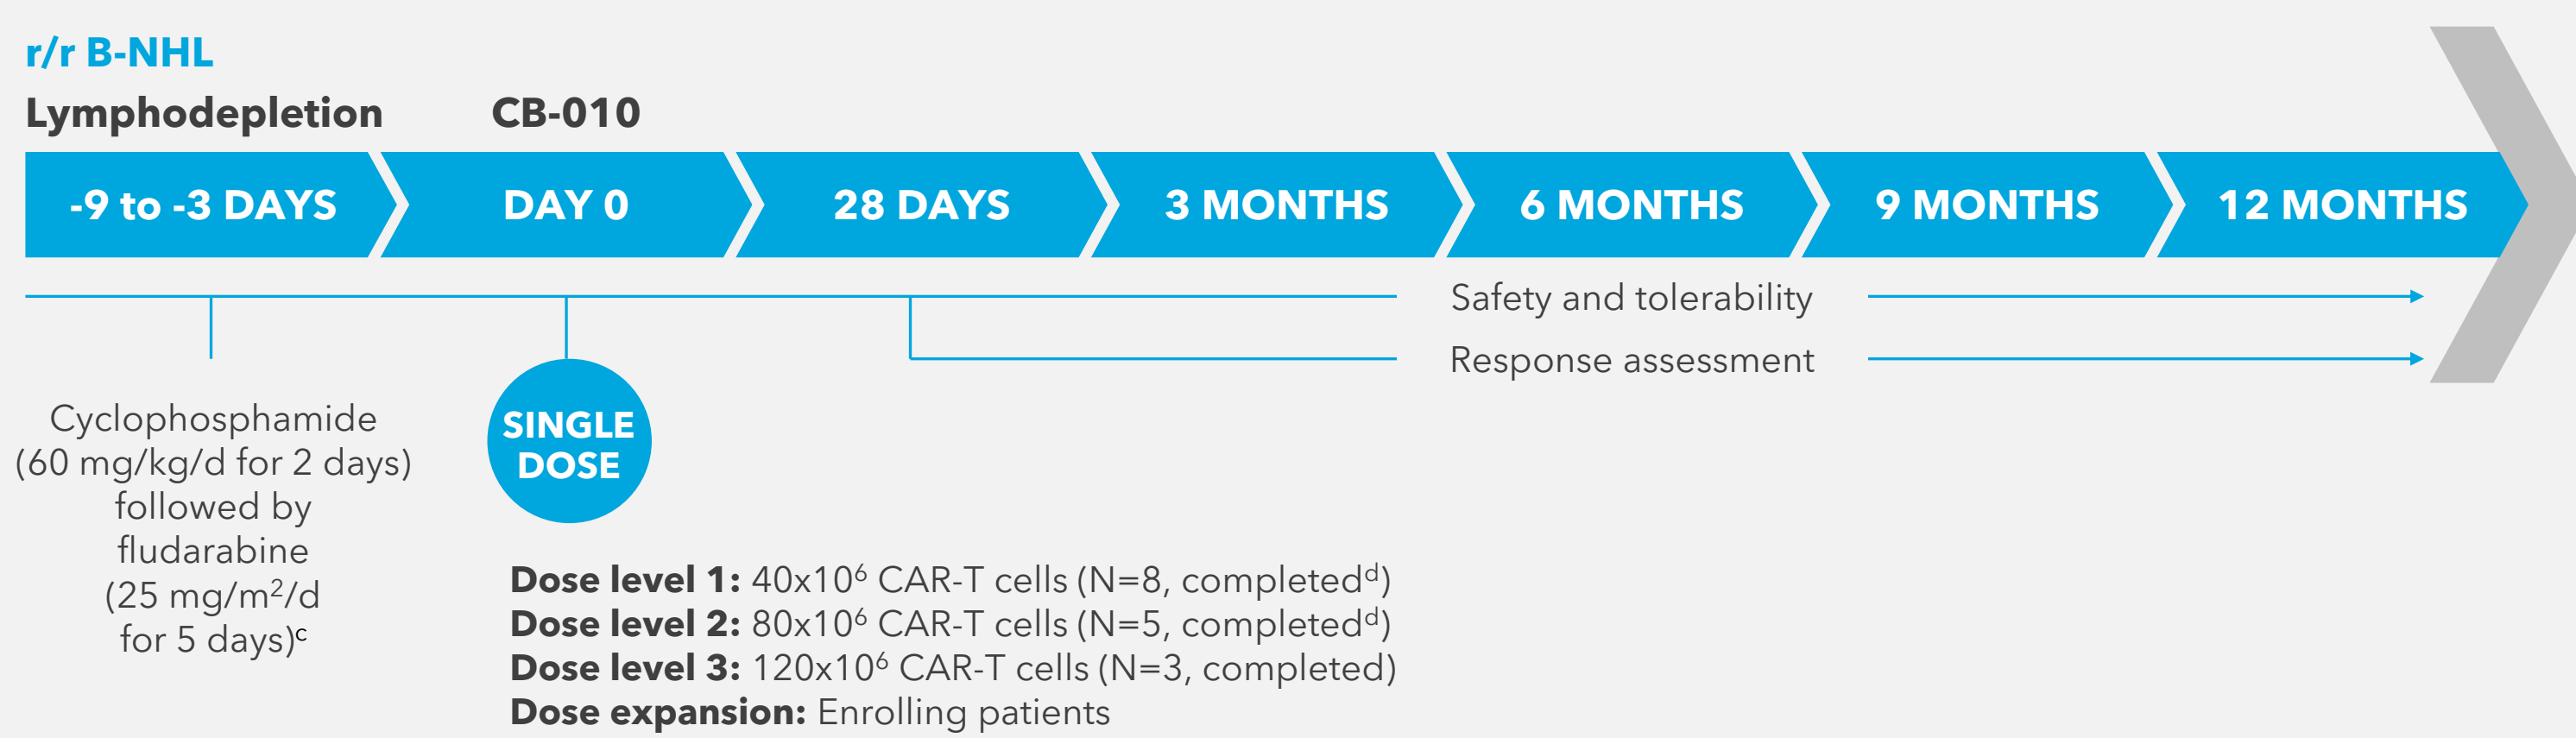 r/r B-NHL
Lymphodepletion
CB-010
-9 to -3 DAYS
DAY 0
28 DAYS
3 MONTHS
6 MONTHS
9 MONTHS
12 MONTHS
Safety and tolerability
Response assessment
Cyclophosphamide
(60 mg/kg/d for 2 days)
followed by
fludarabine
(25 mg/m²/d
for 5 days)ᶜ
SINGLE
DOSE
Dose level 1: 40x10⁶ CAR-T cells (N=8, completedᵈ)
Dose level 2: 80x10⁶ CAR-T cells (N=5, completedᵈ)
Dose level 3: 120x10⁶ CAR-T cells (N=3, completed)
Dose expansion: Enrolling patients